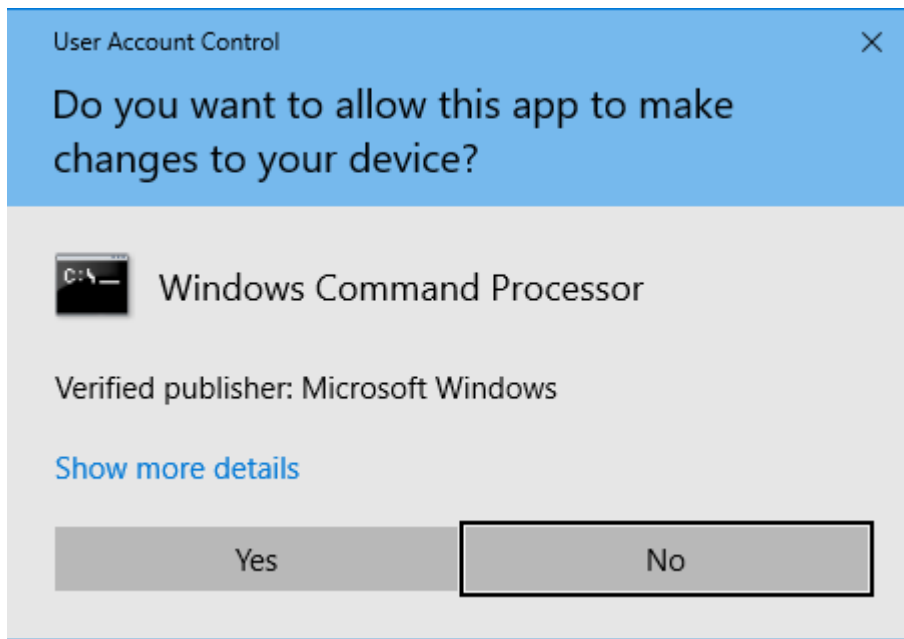 User Account Control
Do you want to allow this app to make
changes to your device?
C:\_
Windows Command Processor
Verified publisher: Microsoft Windows
Show more details
Yes
No